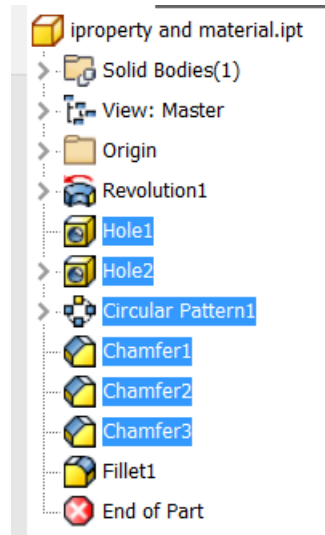 iproperty and material.ipt
Solid Bodies(1)
View: Master
Origin
Revolution1
Hole1
Hole2
Circular Pattern1
Chamfer1
Chamfer2
Chamfer3
Fillet1
End of Part